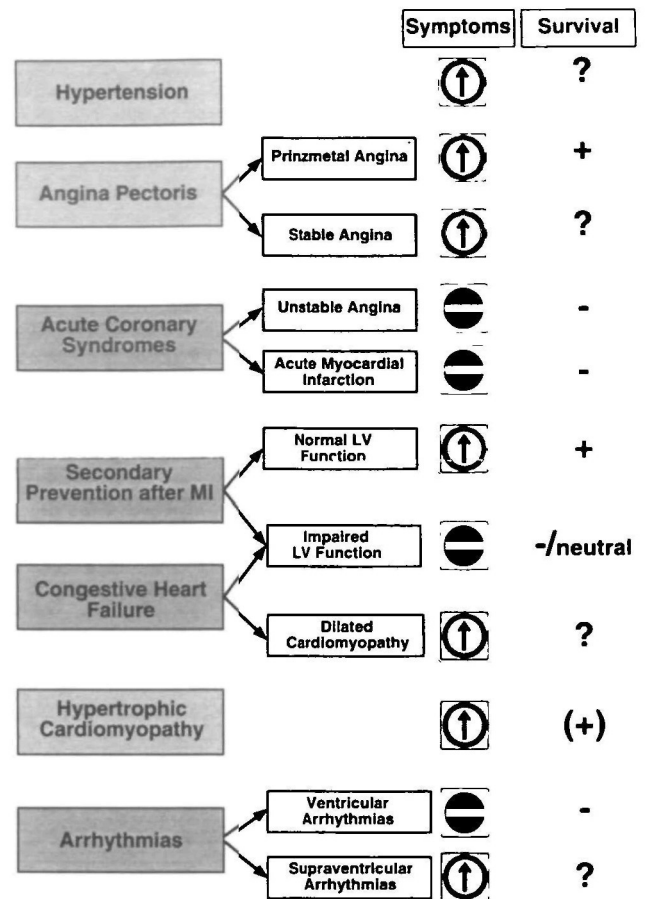 Symptoms Survival
Hypertension ?
Prinzmetal Angina +
Angina Pectoris
Stable Angina ?
Unstable Angina -
Acute Coronary
Syndromes
Acute Myocardial
Infarction -
Normal LV
Function +
Secondary
Prevention after MI
Impaired
LV Function -/neutral
Congestive Heart
Failure
Dilated
Cardiomyopathy ?
Hypertrophic
Cardiomyopathy (+)
Ventricular
Arrhythmias -
Arrhythmias
Supraventricular
Arrhythmias ?